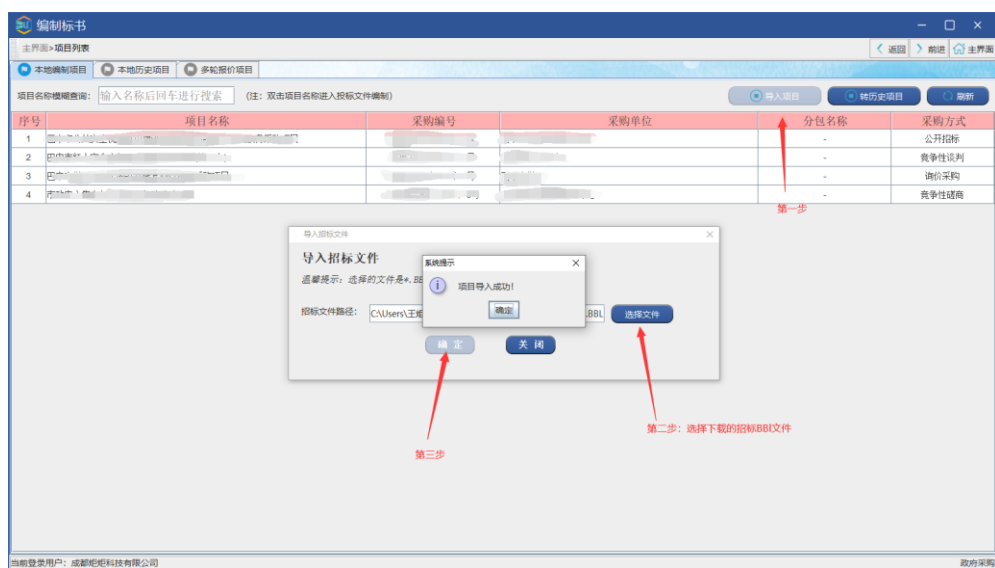 编制标书
主界面>项目列表
返回 前进 主界面
本地编制项目 本地历史项目 多轮报价项目
项目名称模糊查询: 输入名称后回车进行搜索 (注: 双击项目名称进入投标文件编制) 导入项目 转历史项目 刷新
序号 项目名称 采购编号 采购单位 分包名称 采购方式
1 - 公开招标
2 - 竞争性谈判
3 - 询价采购
4 - 竞争性磋商
第一步
导入招标文件
导入招标文件
温馨提示: 选择的文件是*.BB
系统提示
项目导入成功!
确定
招标文件路径: C:\Users\王 .BBL 选择文件
确 定 关 闭
第二步: 选择下载的招标BBl文件
第三步
当前登录用户: 成都炬炬科技有限公司 政府采购